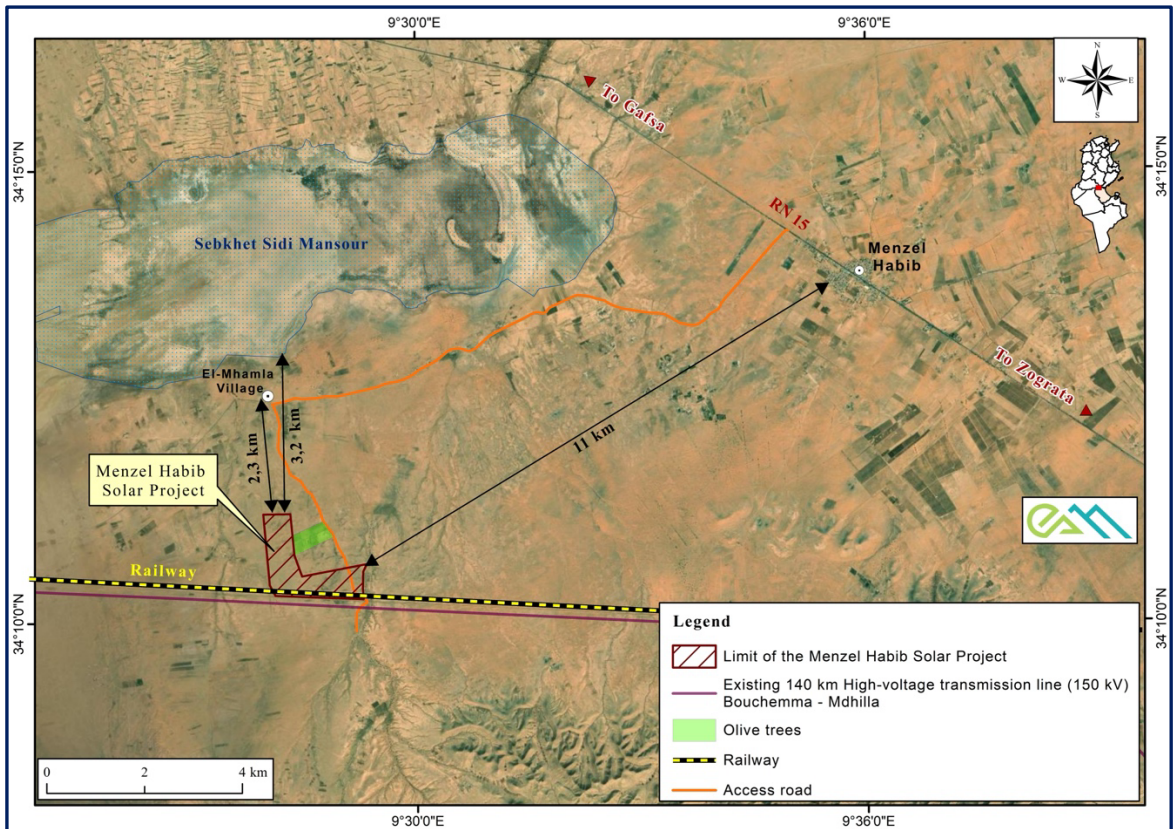 9°30'0"E
9°36'0"E
N
W
E
S
To Gafsa
34°15'0"N
34°15'0"N
RN 15
Sebkhet Sidi Mansour
Menzel
Habib
El-Mhamla
Village
To Zograta
2,3 km
3,2 km
11 km
Menzel Habib
Solar Project
Railway
34°10'0"N
34°10'0"N
Legend
Limit of the Menzel Habib Solar Project
Existing 140 km High-voltage transmission line (150 kV)
Bouchemma - Mdhilla
Olive trees
Railway
Access road
0
2
4 km
9°30'0"E
9°36'0"E